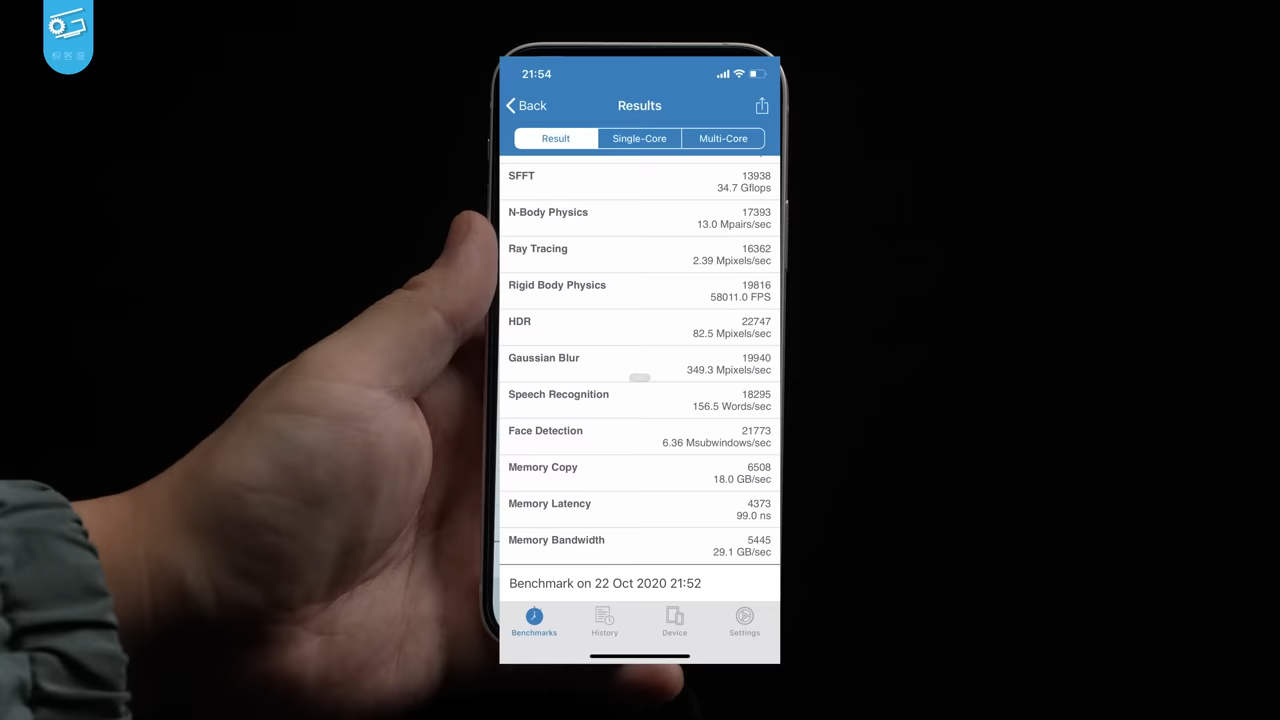 极客湾
21:54
Back
Results
Result
Single-Core
Multi-Core
SFFT
13938
34.7 Gflops
N-Body Physics
17393
13.0 Mpairs/sec
Ray Tracing
16362
2.39 Mpixels/sec
Rigid Body Physics
19816
58011.0 FPS
HDR
22747
82.5 Mpixels/sec
Gaussian Blur
19940
349.3 Mpixels/sec
Speech Recognition
18295
156.5 Words/sec
Face Detection
21773
6.36 Msubwindows/sec
Memory Copy
6508
18.0 GB/sec
Memory Latency
4373
99.0 ns
Memory Bandwidth
5445
29.1 GB/sec
Benchmark on 22 Oct 2020 21:52
Benchmarks
History
Device
Settings